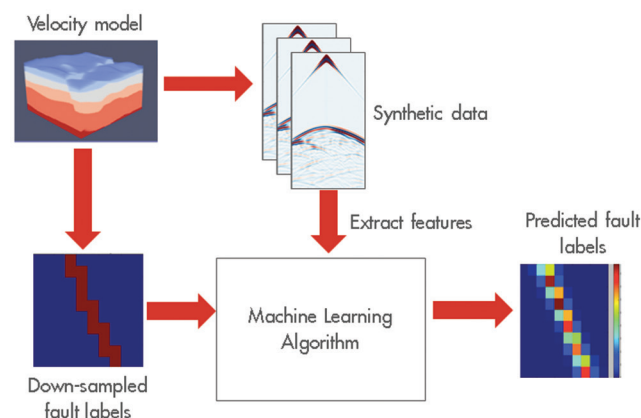 Velocity model
Synthetic data
Extract features
Predicted fault
labels
Machine Learning
Algorithm
Down-sampled
fault labels